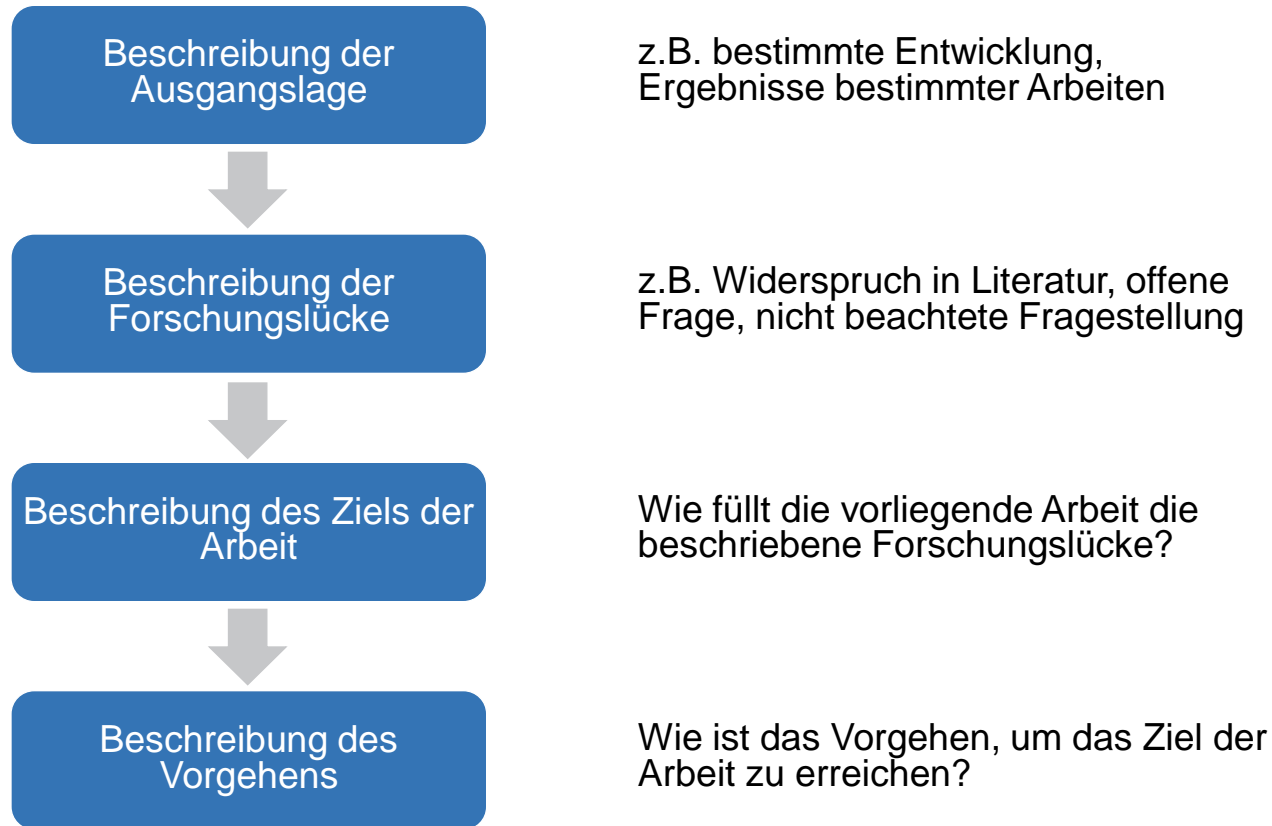 Beschreibung der
Ausgangslage
z.B. bestimmte Entwicklung,
Ergebnisse bestimmter Arbeiten
Beschreibung der
Forschungslücke
z.B. Widerspruch in Literatur, offene
Frage, nicht beachtete Fragestellung
Beschreibung des Ziels der
Arbeit
Wie füllt die vorliegende Arbeit die
beschriebene Forschungslücke?
Beschreibung des
Vorgehens
Wie ist das Vorgehen, um das Ziel der
Arbeit zu erreichen?